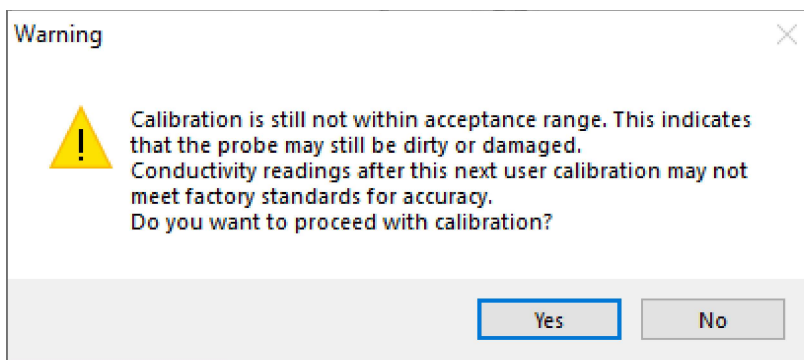 Warning
Calibration is still not within acceptance range. This indicates
that the probe may still be dirty or damaged.
Conductivity readings after this next user calibration may not
meet factory standards for accuracy.
Do you want to proceed with calibration?
Yes
No